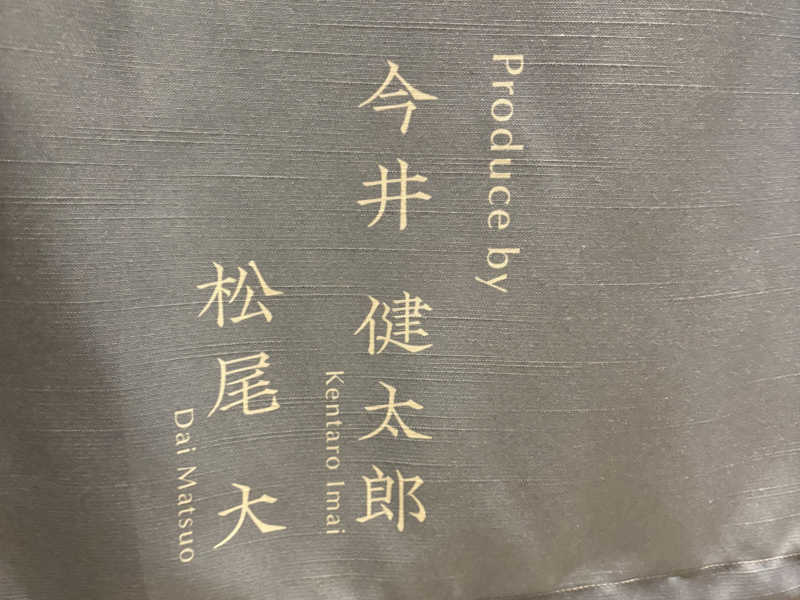 Produce by
今井 健太郎
Kentaro Imai
松尾 大
Dai Matsuo